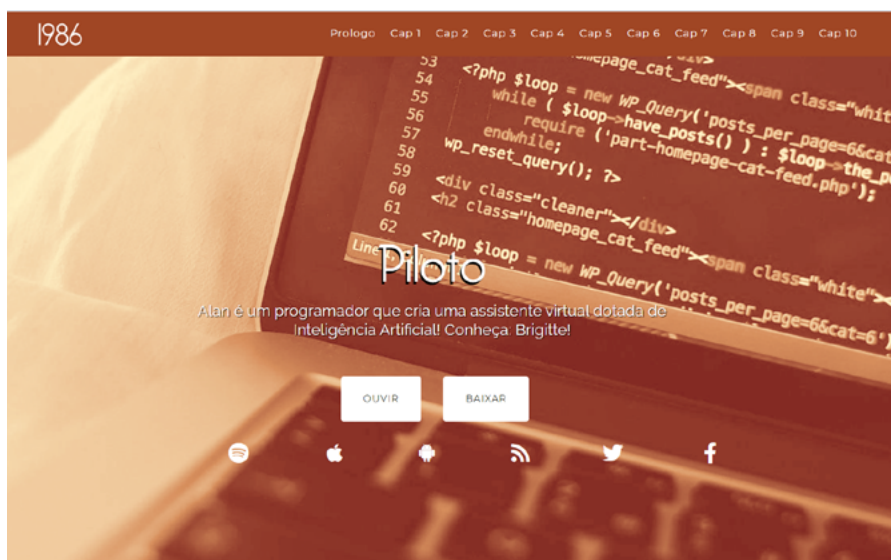 1986
Prologo Cap 1 Cap 2 Cap 3 Cap 4 Cap 5 Cap 6 Cap 7 Cap 8 Cap 9 Cap 10
53
54 <?php $loop = new WP_Query('posts_per_page=6&cat
55 while ( $loop->have_posts() ) : $loop->the_po
56 require ('part-homepage-cat-feed.php');
57 endwhile;
58 wp_reset_query(); ?>
59
60 <div class="cleaner"></div>
61 <h2 class="homepage_cat_feed"><span class="white">
62 <?php $loop = new WP_Query('posts_per_page=6&cat=6')
Line
Piloto
Alan é um programador que cria uma assistente virtual dotada de
Inteligência Artificial! Conheça: Brigitte!
OUVIR BAIXAR